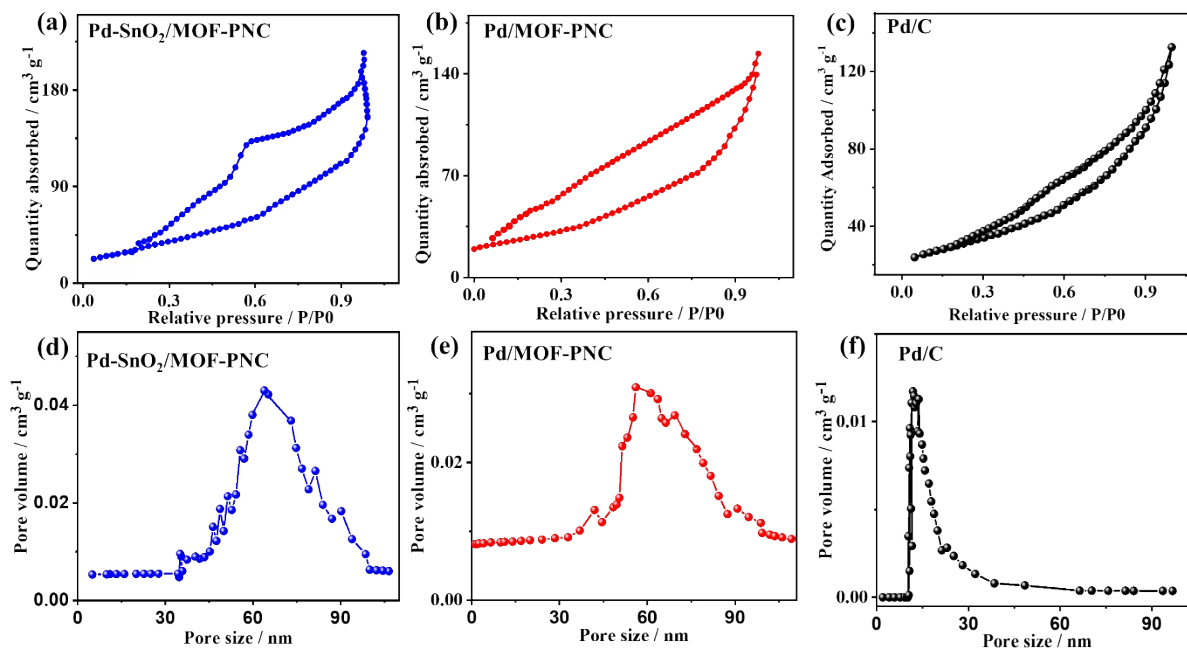 (a)
Pd-SnO₂/MOF-PNC
Quantity absorbed / cm³ g⁻¹
180
90
0
0.0 0.3 0.6 0.9
Relative pressure / P/P0
(b)
Pd/MOF-PNC
Quantity absrobed / cm³ g⁻¹
140
70
0
0.0 0.3 0.6 0.9
Relative pressure / P/P0
(c)
Pd/C
Quantity Adsorbed / cm³ g⁻¹
120
80
40
0.0 0.3 0.6 0.9
Relative pressure / P/P0
(d)
Pd-SnO₂/MOF-PNC
Pore volume / cm³ g⁻¹
0.04
0.02
0.00
0 30 60 90
Pore size / nm
(e)
Pd/MOF-PNC
Pore volume / cm³ g⁻¹
0.02
0.00
0 30 60 90
Pore size / nm
(f)
Pd/C
Pore volume / cm³ g⁻¹
0.01
0.00
0 30 60 90
Pore size / nm